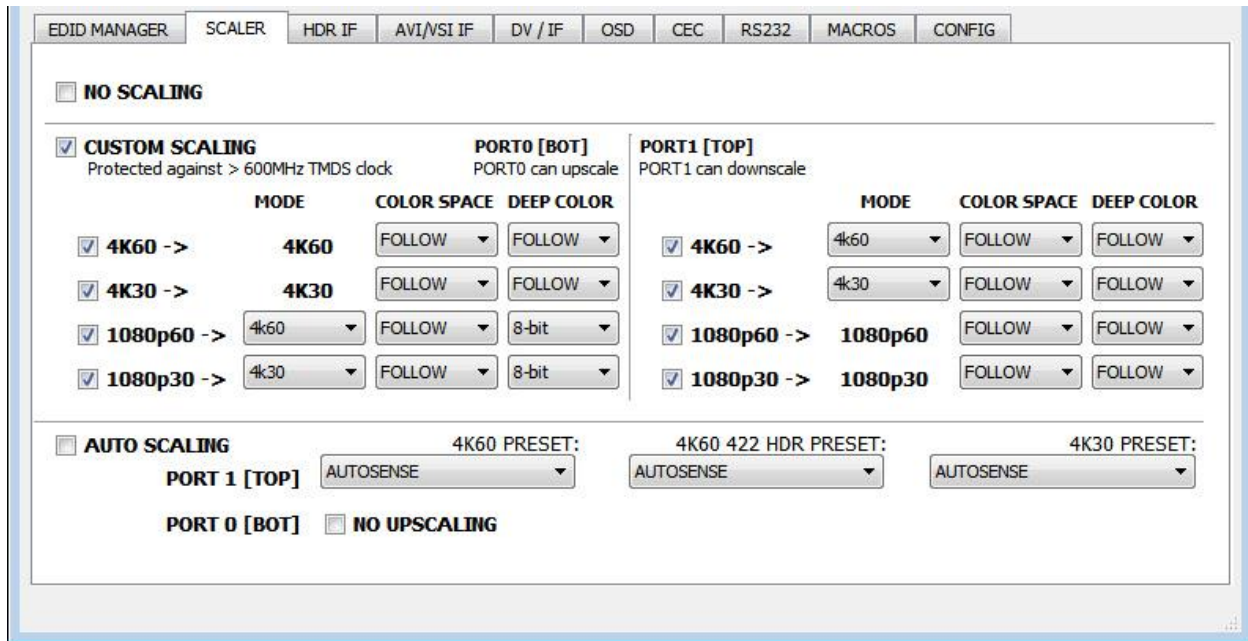 EDID MANAGER SCALER HDR IF AVI/VSI IF DV / IF OSD CEC RS232 MACROS CONFIG
NO SCALING
CUSTOM SCALING PORT0 [BOT] PORT1 [TOP]
Protected against > 600MHz TMDS clock PORT0 can upscale PORT1 can downscale
MODE COLOR SPACE DEEP COLOR MODE COLOR SPACE DEEP COLOR
4K60 -> 4K60 FOLLOW FOLLOW 4K60 -> 4k60 FOLLOW FOLLOW
4K30 -> 4K30 FOLLOW FOLLOW 4K30 -> 4k30 FOLLOW FOLLOW
1080p60 -> 4k60 FOLLOW 8-bit 1080p60 -> 1080p60 FOLLOW FOLLOW
1080p30 -> 4k30 FOLLOW 8-bit 1080p30 -> 1080p30 FOLLOW FOLLOW
AUTO SCALING 4K60 PRESET: 4K60 422 HDR PRESET: 4K30 PRESET:
PORT 1 [TOP] AUTOSENSE AUTOSENSE AUTOSENSE
PORT 0 [BOT] NO UPSCALING